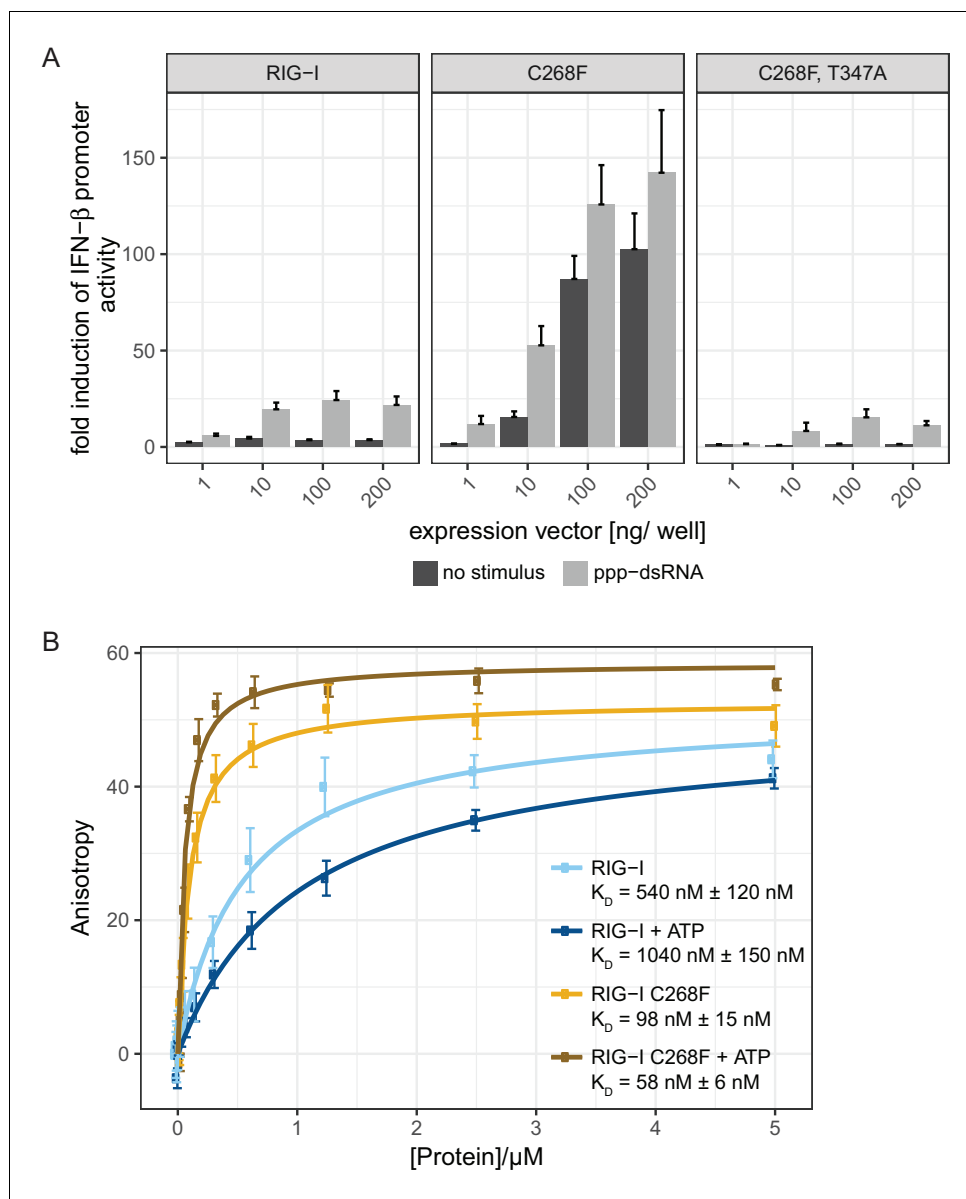 A
RIG−I
C268F
C268F, T347A
fold induction of IFN−β promoter
activity
150
100
50
0
1 10 100 200
1 10 100 200
1 10 100 200
expression vector [ng/ well]
no stimulus
ppp−dsRNA
B
Anisotropy
60
40
20
0
RIG−I
K_D = 540 nM ± 120 nM
RIG−I + ATP
K_D = 1040 nM ± 150 nM
RIG−I C268F
K_D = 98 nM ± 15 nM
RIG−I C268F + ATP
K_D = 58 nM ± 6 nM
0 1 2 3 4 5
[Protein]/µM